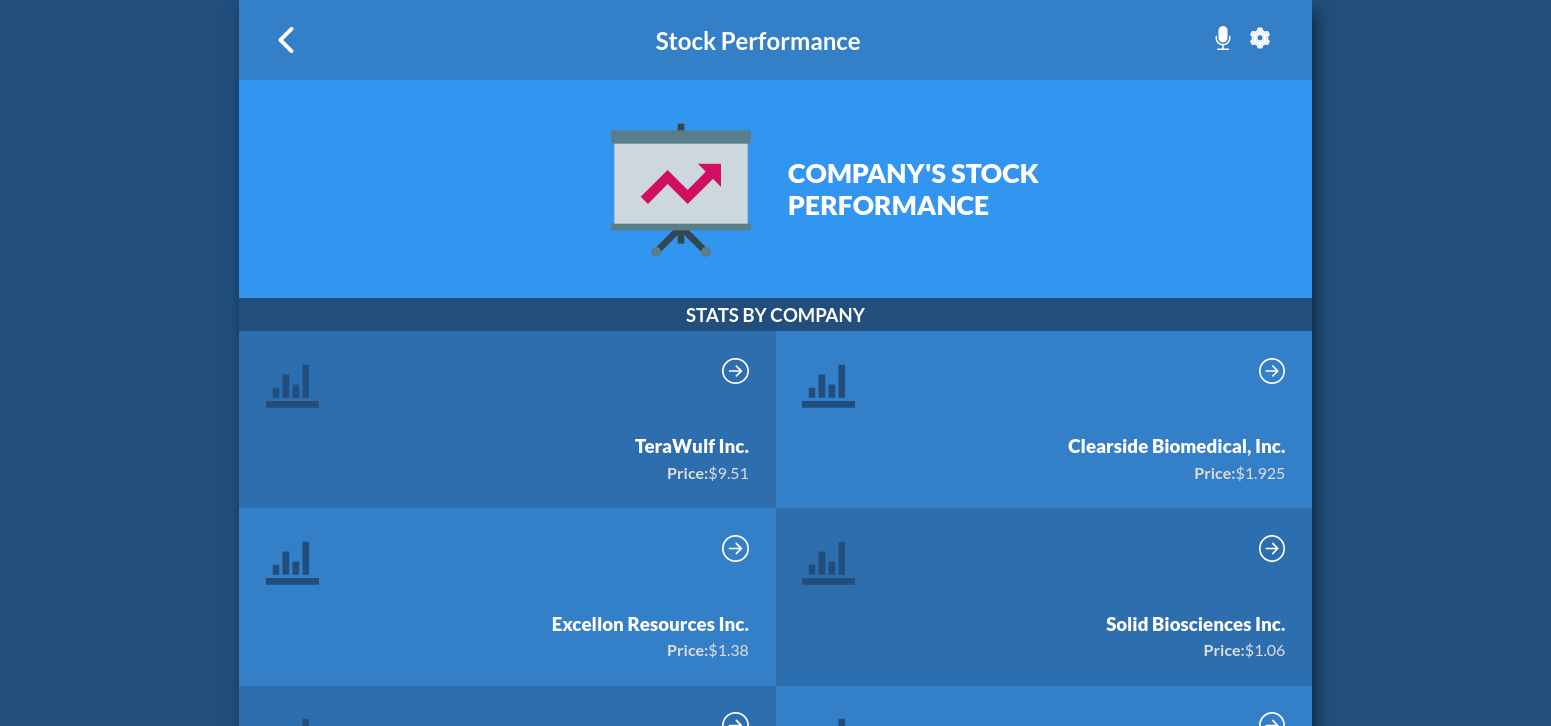 Stock Performance
COMPANY'S STOCK
PERFORMANCE
STATS BY COMPANY
TeraWulf Inc.
Price:$9.51
Clearside Biomedical, Inc.
Price:$1.925
Excellon Resources Inc.
Price:$1.38
Solid Biosciences Inc.
Price:$1.06